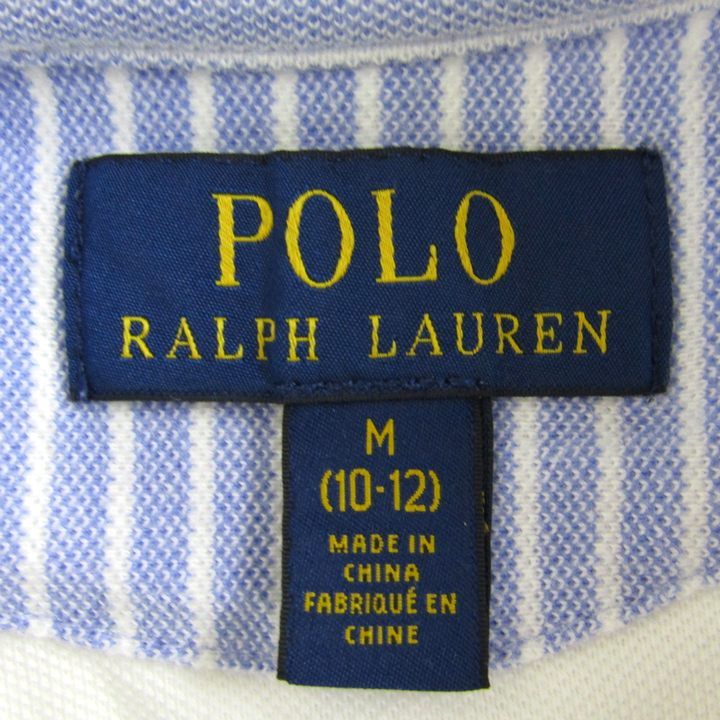 POLO
RALPH LAUREN
M
(10-12)
MADE IN
CHINA
FABRIQUÉ EN
CHINE